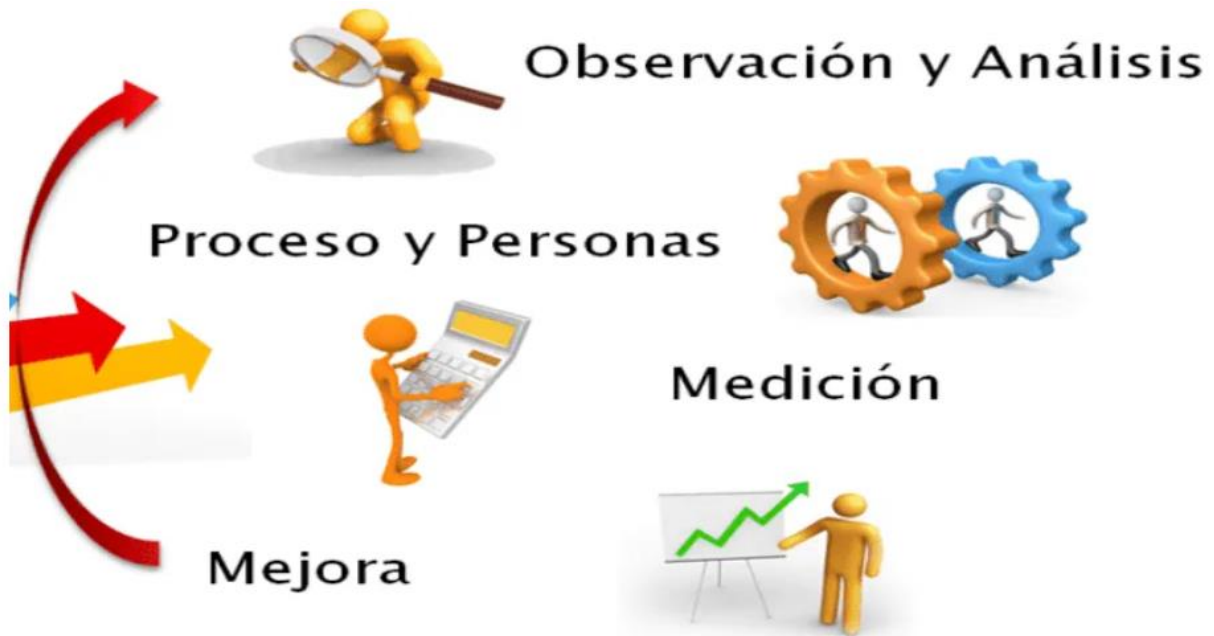 Observación y Análisis
Proceso y Personas
Medición
Mejora